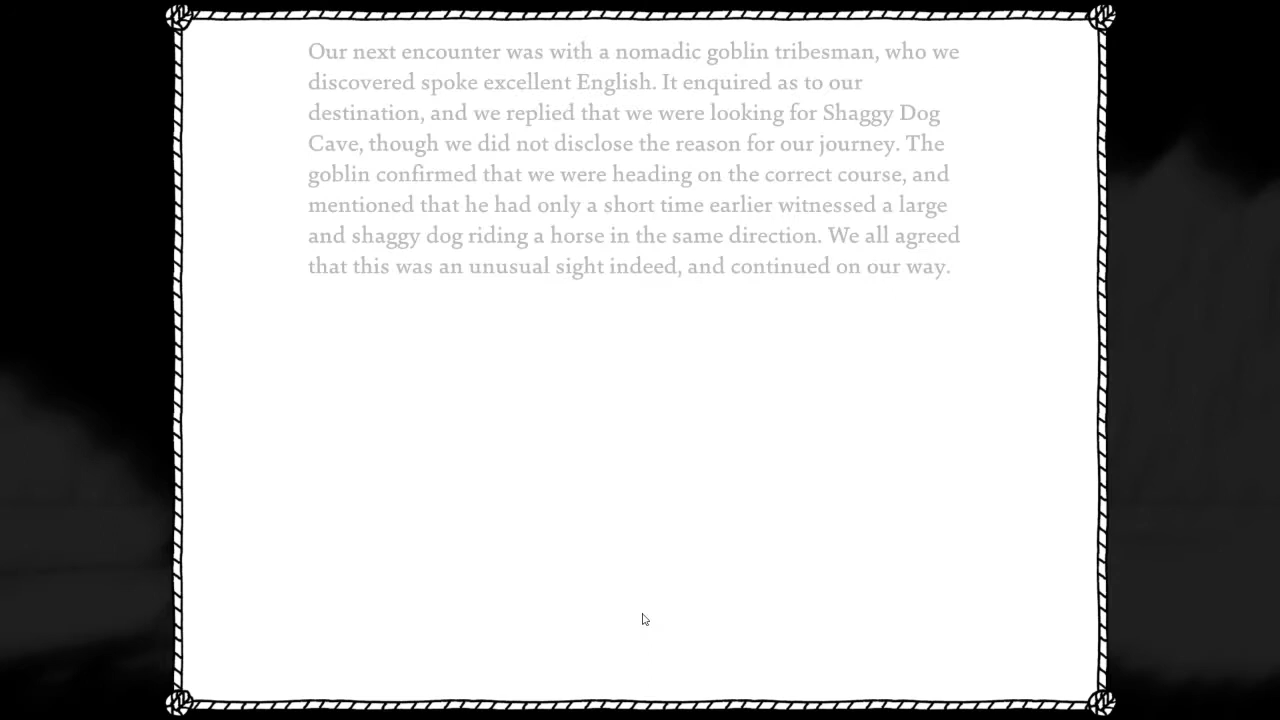 Our next encounter was with a nomadic goblin tribesman, who we
discovered spoke excellent English. It enquired as to our
destination, and we replied that we were looking for Shaggy Dog
Cave, though we did not disclose the reason for our journey. The
goblin confirmed that we were heading on the correct course, and
mentioned that he had only a short time earlier witnessed a large
and shaggy dog riding a horse in the same direction. We all agreed
that this was an unusual sight indeed, and continued on our way.